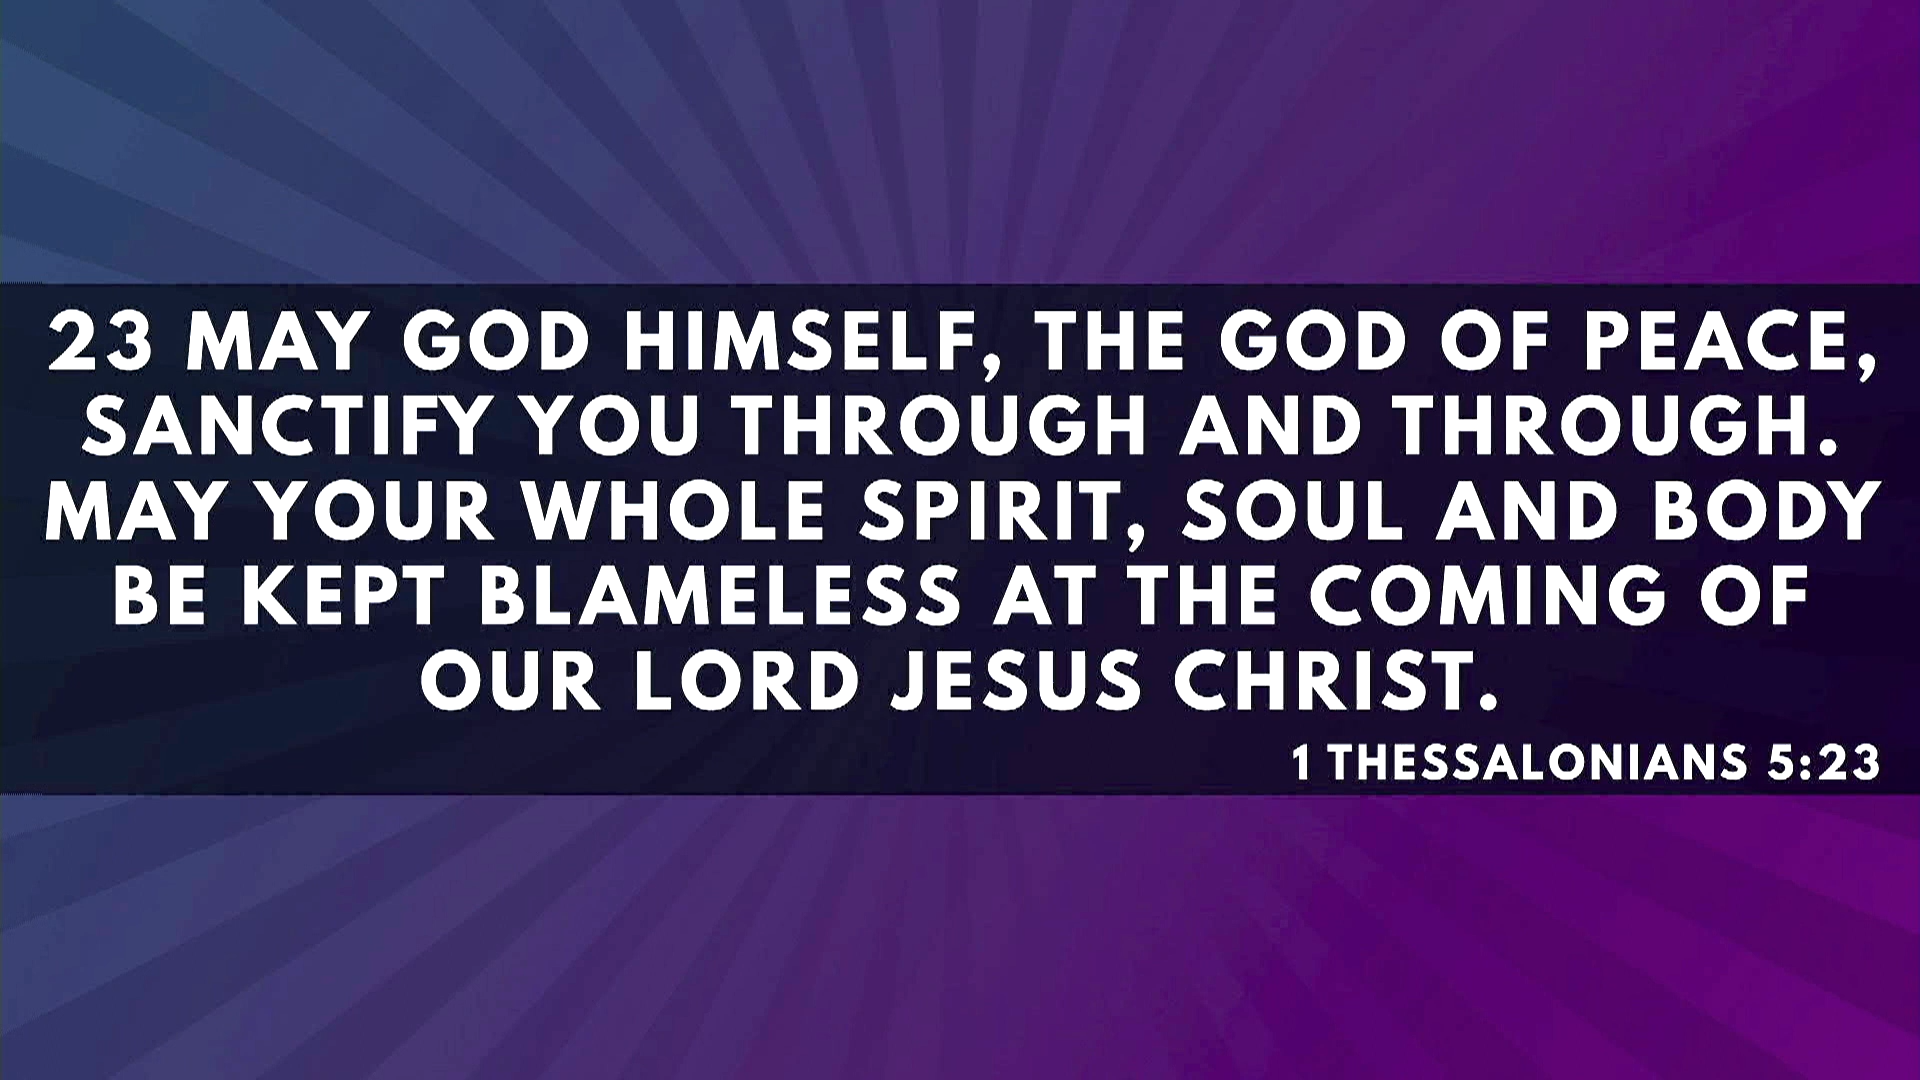 23 MAY GOD HIMSELF, THE GOD OF PEACE,
SANCTIFY YOU THROUGH AND THROUGH.
MAY YOUR WHOLE SPIRIT, SOUL AND BODY
BE KEPT BLAMELESS AT THE COMING OF
OUR LORD JESUS CHRIST.
1 THESSALONIANS 5:23